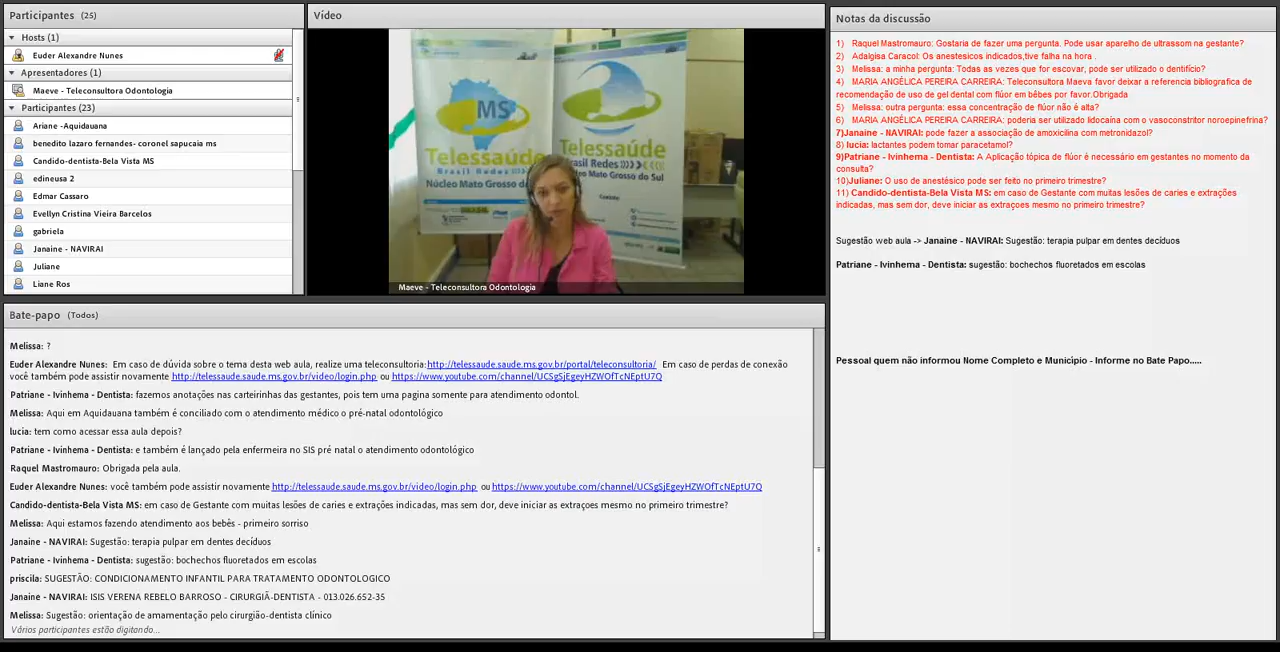 Participantes (25)
Hosts (1)
Euder Alexandre Nunes
Apresentadores (1)
Maeve - Teleconsultora Odontologia
Participantes (23)
Ariane -Aquidauana
benedito lazaro fernandes- coronel sapucaia ms
Candido-dentista-Bela Vista MS
edineusa 2
Edmar Cassaro
Evellyn Cristina Vieira Barcelos
gabriela
Janaine - NAVIRAI
Juliane
Liane Ros
Vídeo
MS
Telessaúde
Brasil Redes
Núcleo Mato Grosso do Sul
Telessaúde
Brasil Redes
Núcleo Mato Grosso do Sul
Maeve - Teleconsultora Odontologia
Bate-papo (Todos)
Melissa: ?
Euder Alexandre Nunes: Em caso de dúvida sobre o tema desta web aula, realize uma teleconsultoria:http://telessaude.saude.ms.gov.br/portal/teleconsultoria/ Em caso de perdas de conexão
você também pode assistir novamente http://telessaude.saude.ms.gov.br/video/login.php ou https://www.youtube.com/channel/UCSgSjEgeyHZWOfTcNEptU7Q
Patriane - Ivinhema - Dentista: fazemos anotações nas carteirinhas das gestantes, pois tem uma pagina somente para atendimento odontol.
Melissa: Aqui em Aquidauana também é conciliado com o atendimento médico o pré-natal odontológico
lucia: tem como acessar essa aula depois?
Patriane - Ivinhema - Dentista: e também é lançado pela enfermeira no SIS pré natal o atendimento odontológico
Raquel Mastromauro: Obrigada pela aula.
Euder Alexandre Nunes: você também pode assistir novamente http://telessaude.saude.ms.gov.br/video/login.php ou https://www.youtube.com/channel/UCSgSjEgeyHZWOfTcNEptU7Q
Candido-dentista-Bela Vista MS: em caso de Gestante com muitas lesões de caries e extrações indicadas, mas sem dor, deve iniciar as extraçoes mesmo no primeiro trimestre?
Melissa: Aqui estamos fazendo atendimento aos bebês - primeiro sorriso
Janaine - NAVIRAI: Sugestão: terapia pulpar em dentes decíduos
Patriane - Ivinhema - Dentista: sugestão: bochechos fluoretados em escolas
priscila: SUGESTÃO: CONDICIONAMENTO INFANTIL PARA TRATAMENTO ODONTOLOGICO
Janaine - NAVIRAI: ISIS VERENA REBELO BARROSO - CIRURGIÃ-DENTISTA - 013.026.652-35
Melissa: Sugestão: orientação de amamentação pelo cirurgião-dentista clínico
Vários participantes estão digitando...
Notas da discussão
1) Raquel Mastromauro: Gostaria de fazer uma pergunta. Pode usar aparelho de ultrassom na gestante?
2) Adalgisa Caracol: Os anestesicos indicados,tive falha na hora .
3) Melissa: a minha pergunta: Todas as vezes que for escovar, pode ser utilizado o dentifício?
4) MARIA ANGÉLICA PEREIRA CARREIRA: Teleconsultora Maeva favor deixar a referencia bibliografica de
recomendação de uso de gel dental com flúor em bêbes por favor.Obrigada
5) Melissa: outra pergunta: essa concentração de flúor não é alta?
6) MARIA ANGÉLICA PEREIRA CARREIRA: poderia ser utilizado lidocaína com o vasoconstritor noroepinefrina?
7)Janaine - NAVIRAI: pode fazer a associação de amoxicilina com metronidazol?
8) lucia: lactantes podem tomar paracetamol?
9)Patriane - Ivinhema - Dentista: A Aplicação tópica de flúor é necessário em gestantes no momento da
consulta?
10)Juliane: O uso de anestésico pode ser feito no primeiro trimestre?
11) Candido-dentista-Bela Vista MS: em caso de Gestante com muitas lesões de caries e extrações
indicadas, mas sem dor, deve iniciar as extraçoes mesmo no primeiro trimestre?
Sugestão web aula -> Janaine - NAVIRAI: Sugestão: terapia pulpar em dentes decíduos
Patriane - Ivinhema - Dentista: sugestão: bochechos fluoretados em escolas
Pessoal quem não informou Nome Completo e Município - Informe no Bate Papo.....